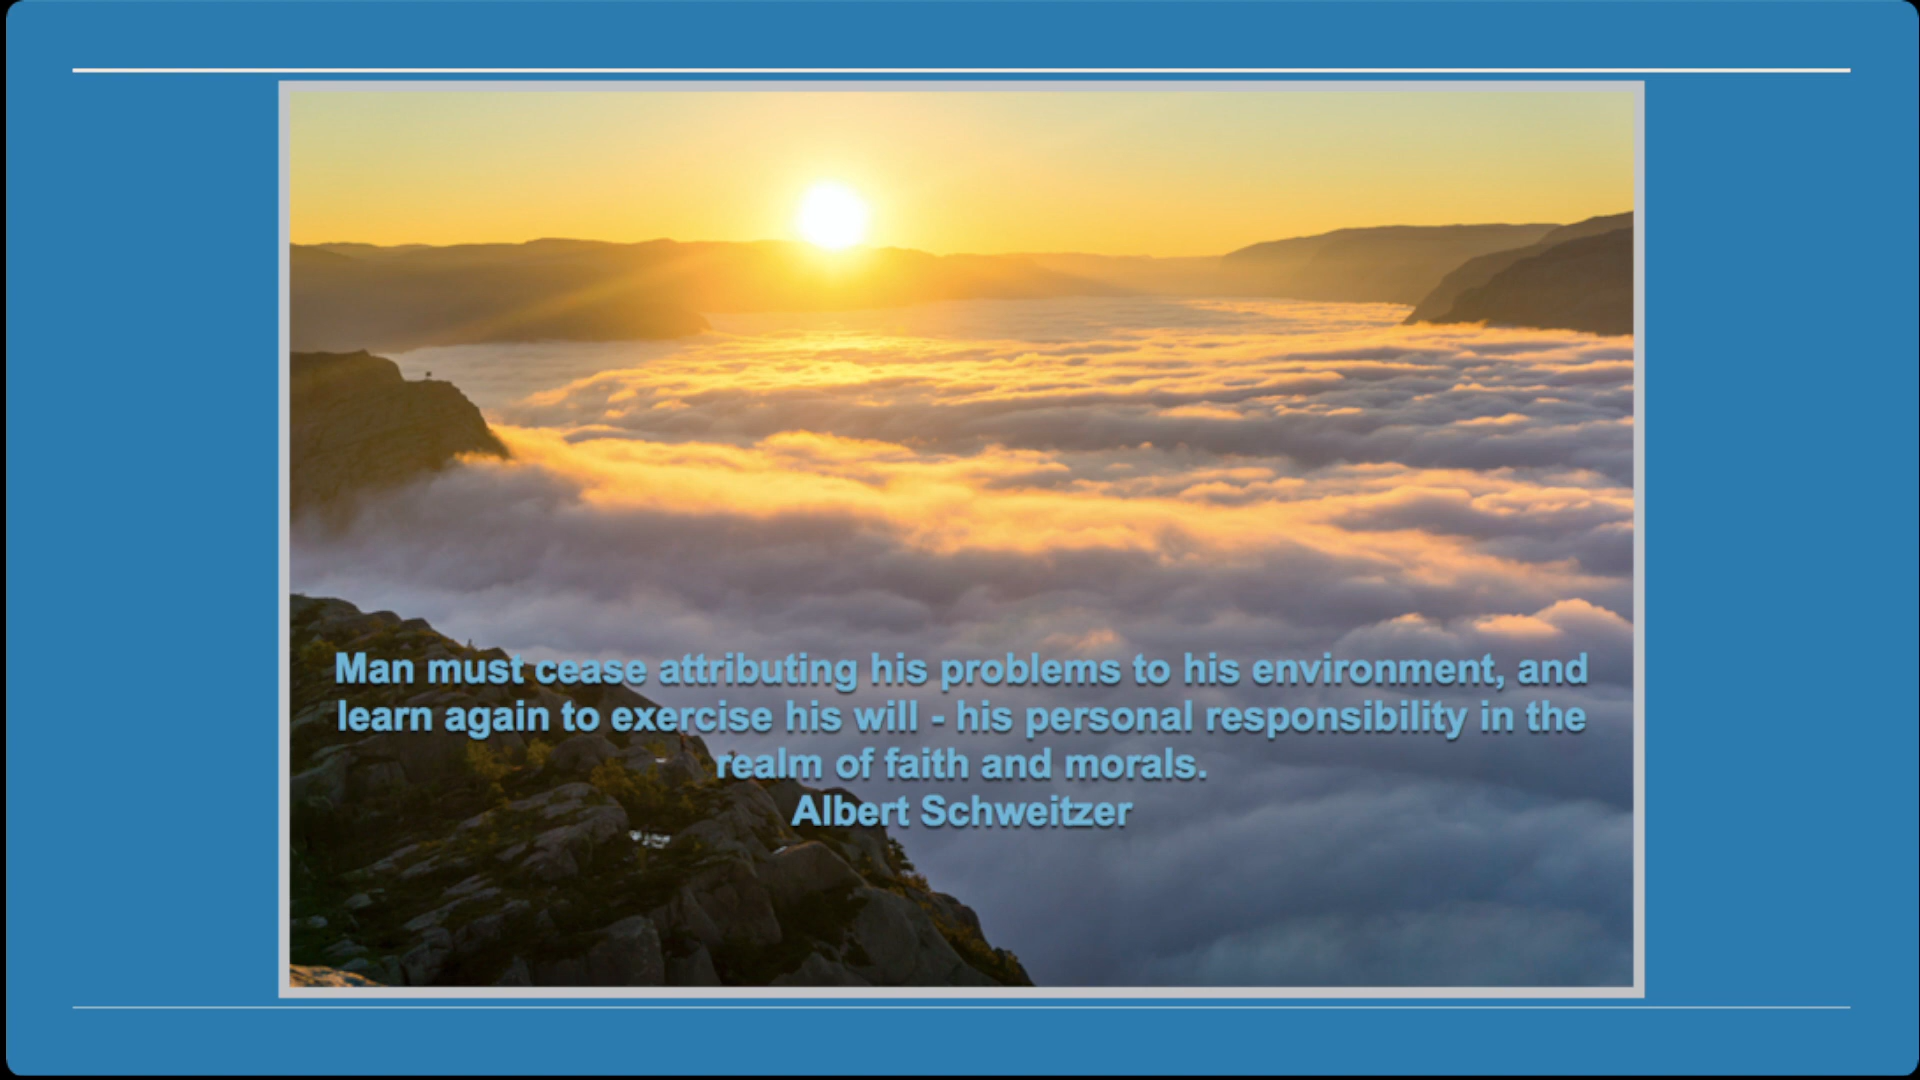 Man must cease attributing his problems to his environment, and
learn again to exercise his will - his personal responsibility in the
realm of faith and morals.
Albert Schweitzer